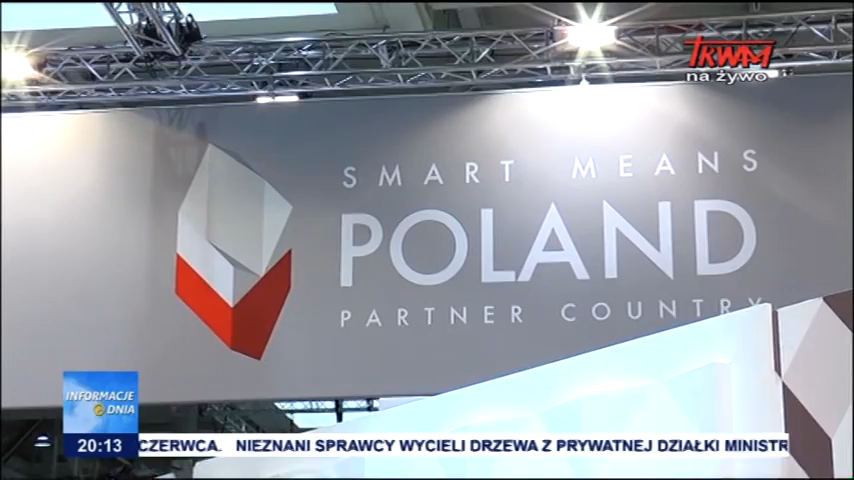 TRWAM
na żywo
SMART MEANS
POLAND
PARTNER COUNTRY
INFORMACJE
DNIA
20:13
CZERWCA. NIEZNANI SPRAWCY WYCIELI DRZEWA Z PRYWATNEJ DZIAŁKI MINISTR